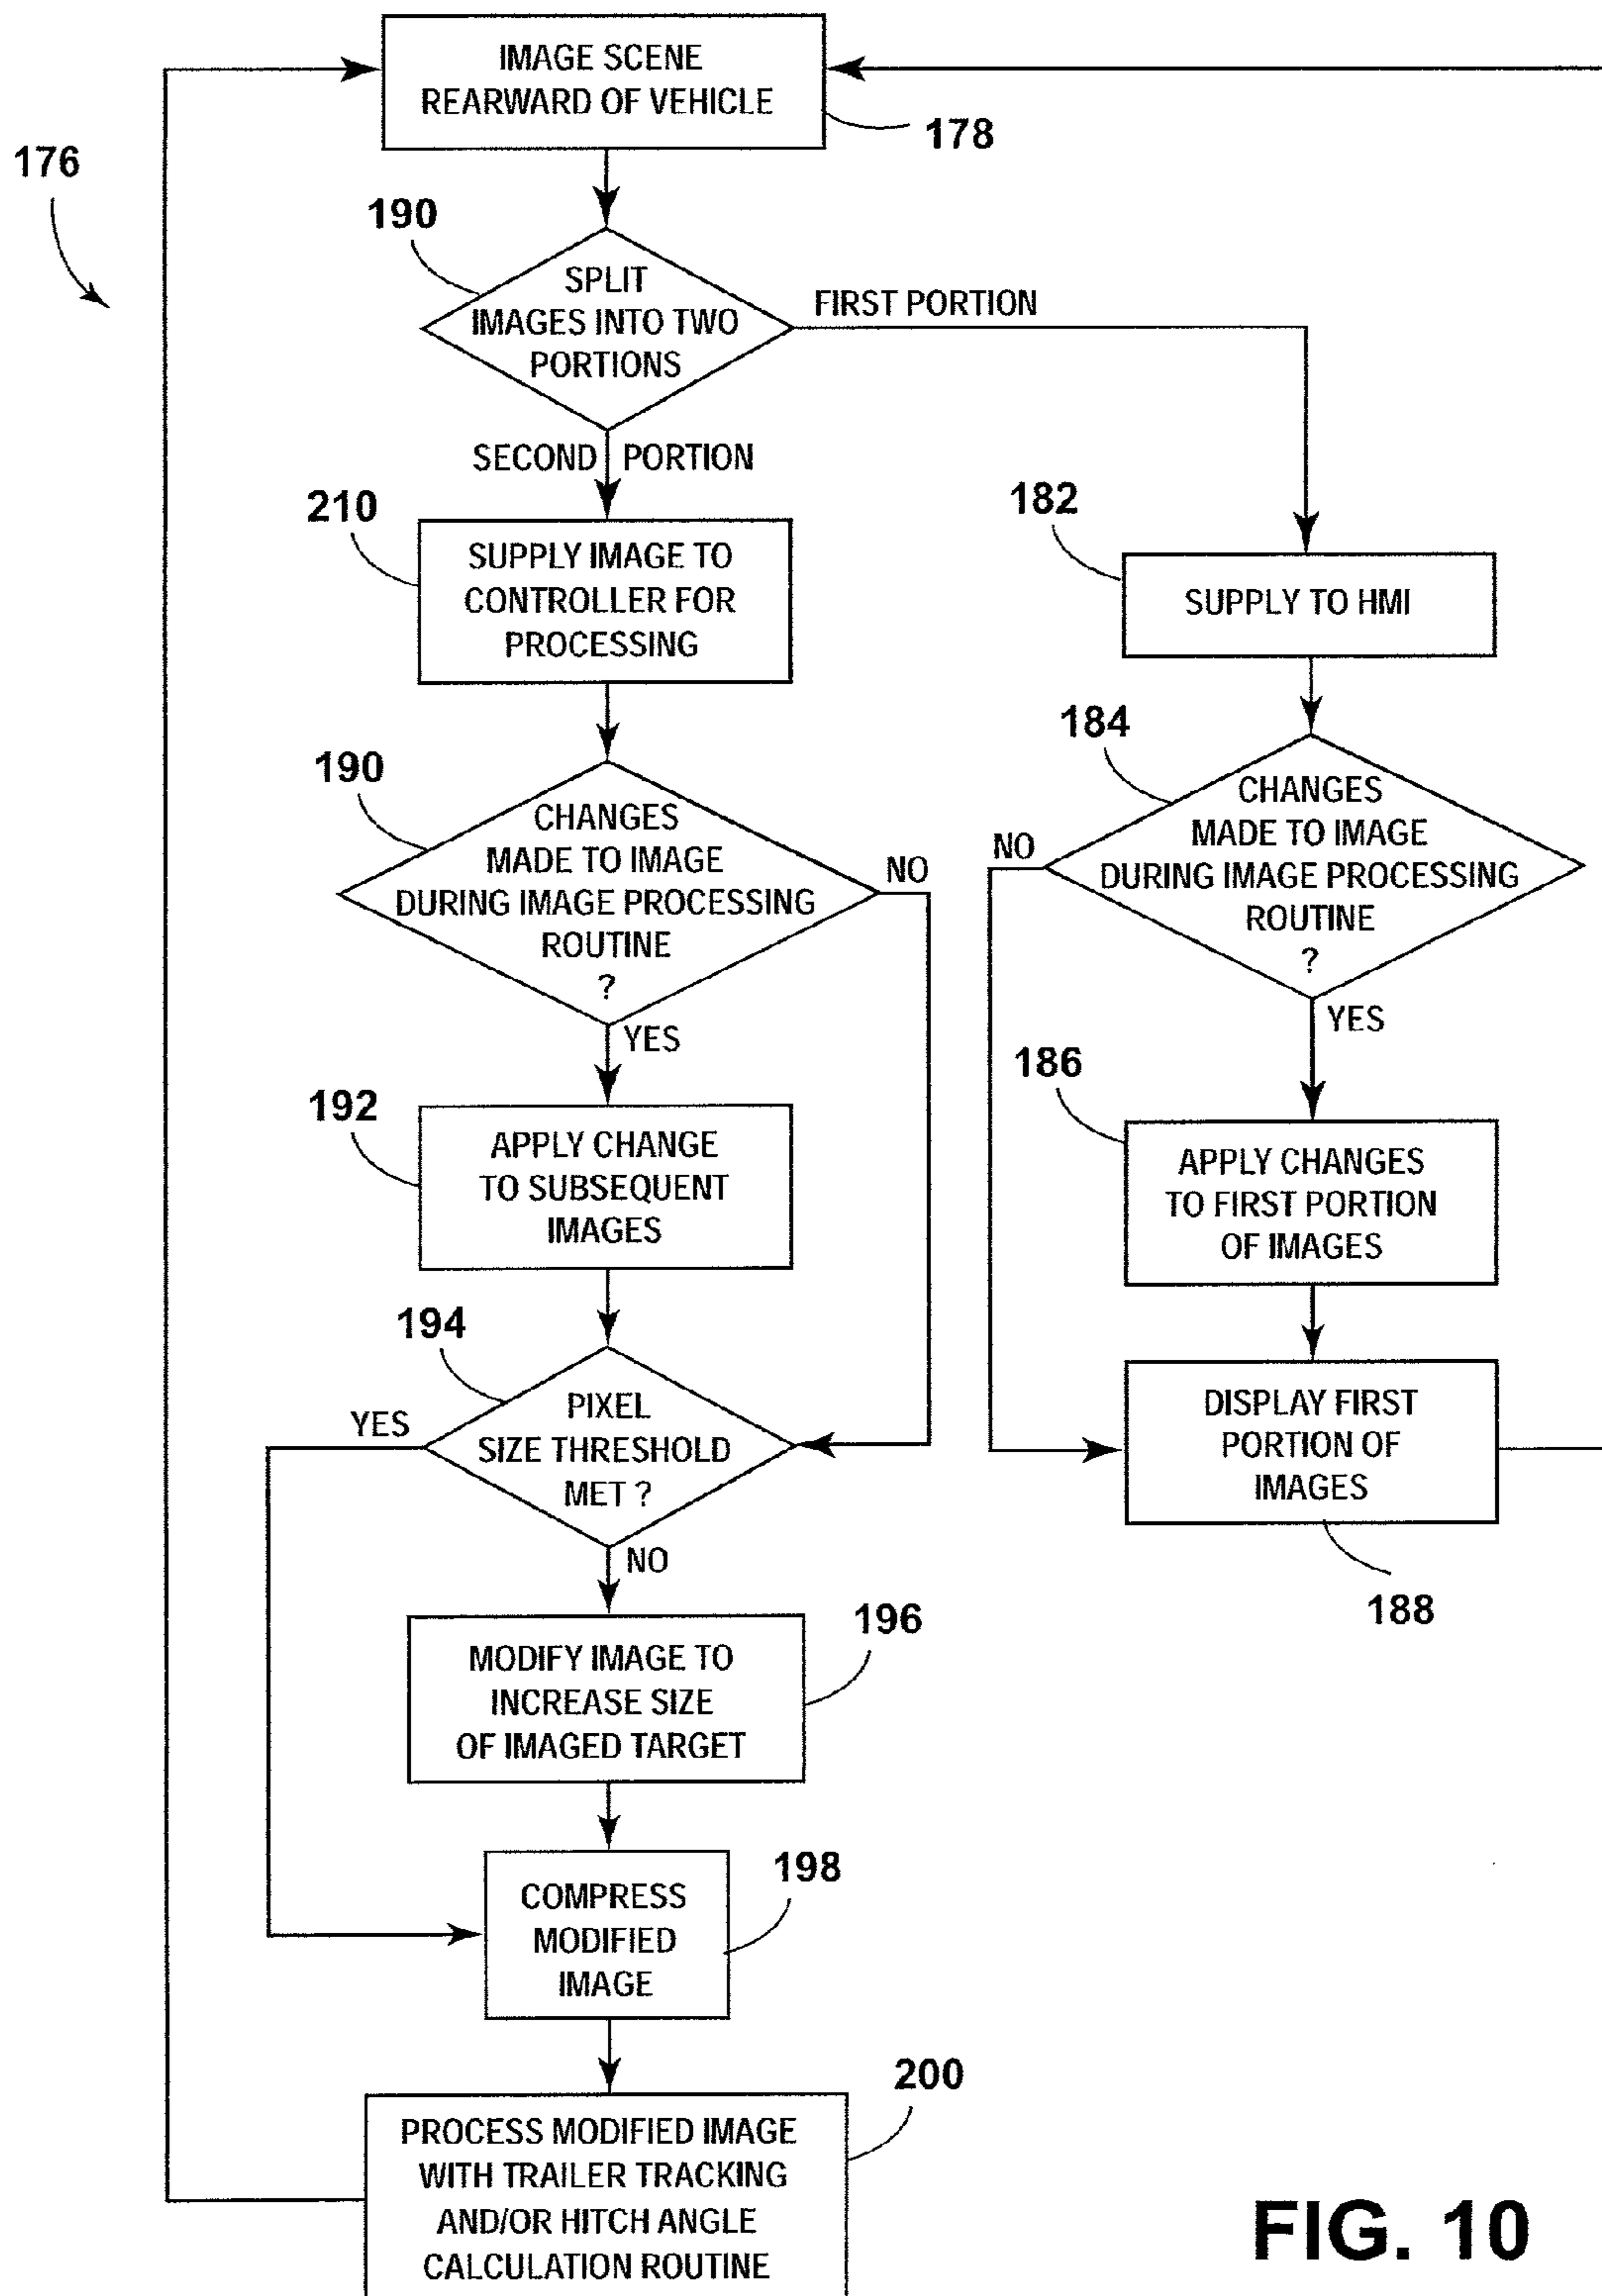 IMAGE SCENE
REARWARD OF VEHICLE
178
176
190
SPLIT
IMAGES INTO TWO
PORTIONS
FIRST PORTION
SECOND PORTION
210
SUPPLY IMAGE TO
CONTROLLER FOR
PROCESSING
182
SUPPLY TO HMI
190
CHANGES
MADE TO IMAGE
DURING IMAGE PROCESSING
ROUTINE
?
NO
YES
184
CHANGES
MADE TO IMAGE
DURING IMAGE PROCESSING
ROUTINE
?
NO
YES
192
APPLY CHANGE
TO SUBSEQUENT
IMAGES
186
APPLY CHANGES
TO FIRST PORTION
OF IMAGES
194
PIXEL
SIZE THRESHOLD
MET ?
YES
NO
DISPLAY FIRST
PORTION OF
IMAGES
188
196
MODIFY IMAGE TO
INCREASE SIZE
OF IMAGED TARGET
198
COMPRESS
MODIFIED
IMAGE
200
PROCESS MODIFIED IMAGE
WITH TRAILER TRACKING
AND/OR HITCH ANGLE
CALCULATION ROUTINE
FIG. 10